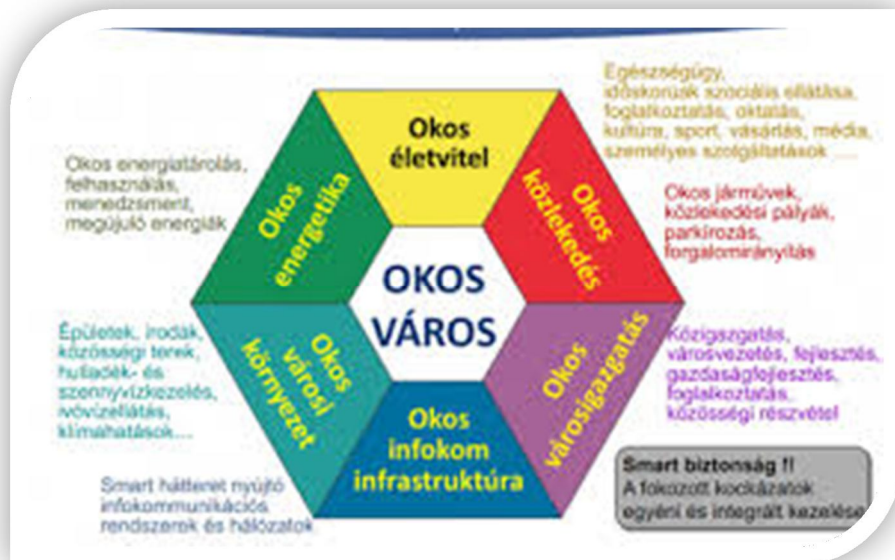 Egészségügy,
időskorúak szociális ellátása,
foglalkoztatás, oktatás,
kultúra, sport, vásárlás, média,
személyes szolgáltatások ....
Okos
életvitel
Okos energiatárolás,
felhasználás,
menedzsment,
megújuló energiák
Okos
energetika
Okos
közlekedés
Okos járművek,
közlekedési pályák,
parkírozás,
forgalomirányílás
OKOS
VÁROS
Épületek, irodák,
közösségi terek,
hulladék- és
szennyvízkezelés,
ivóvízellátás,
klímahatások...
Okos
városi
környezet
Okos
városigazgatás
Közigazgatás,
városvezetés, fejlesztés,
gazdaságfejlesztés,
foglalkoztatás,
közösségi részvétel
Okos
infokom
infrastruktúra
Smart hátteret nyújtó
infokommunikációs
rendszerek és hálózatok
Smart biztonság !!
A fokozott kockázatok
egyéni és integrált kezelése